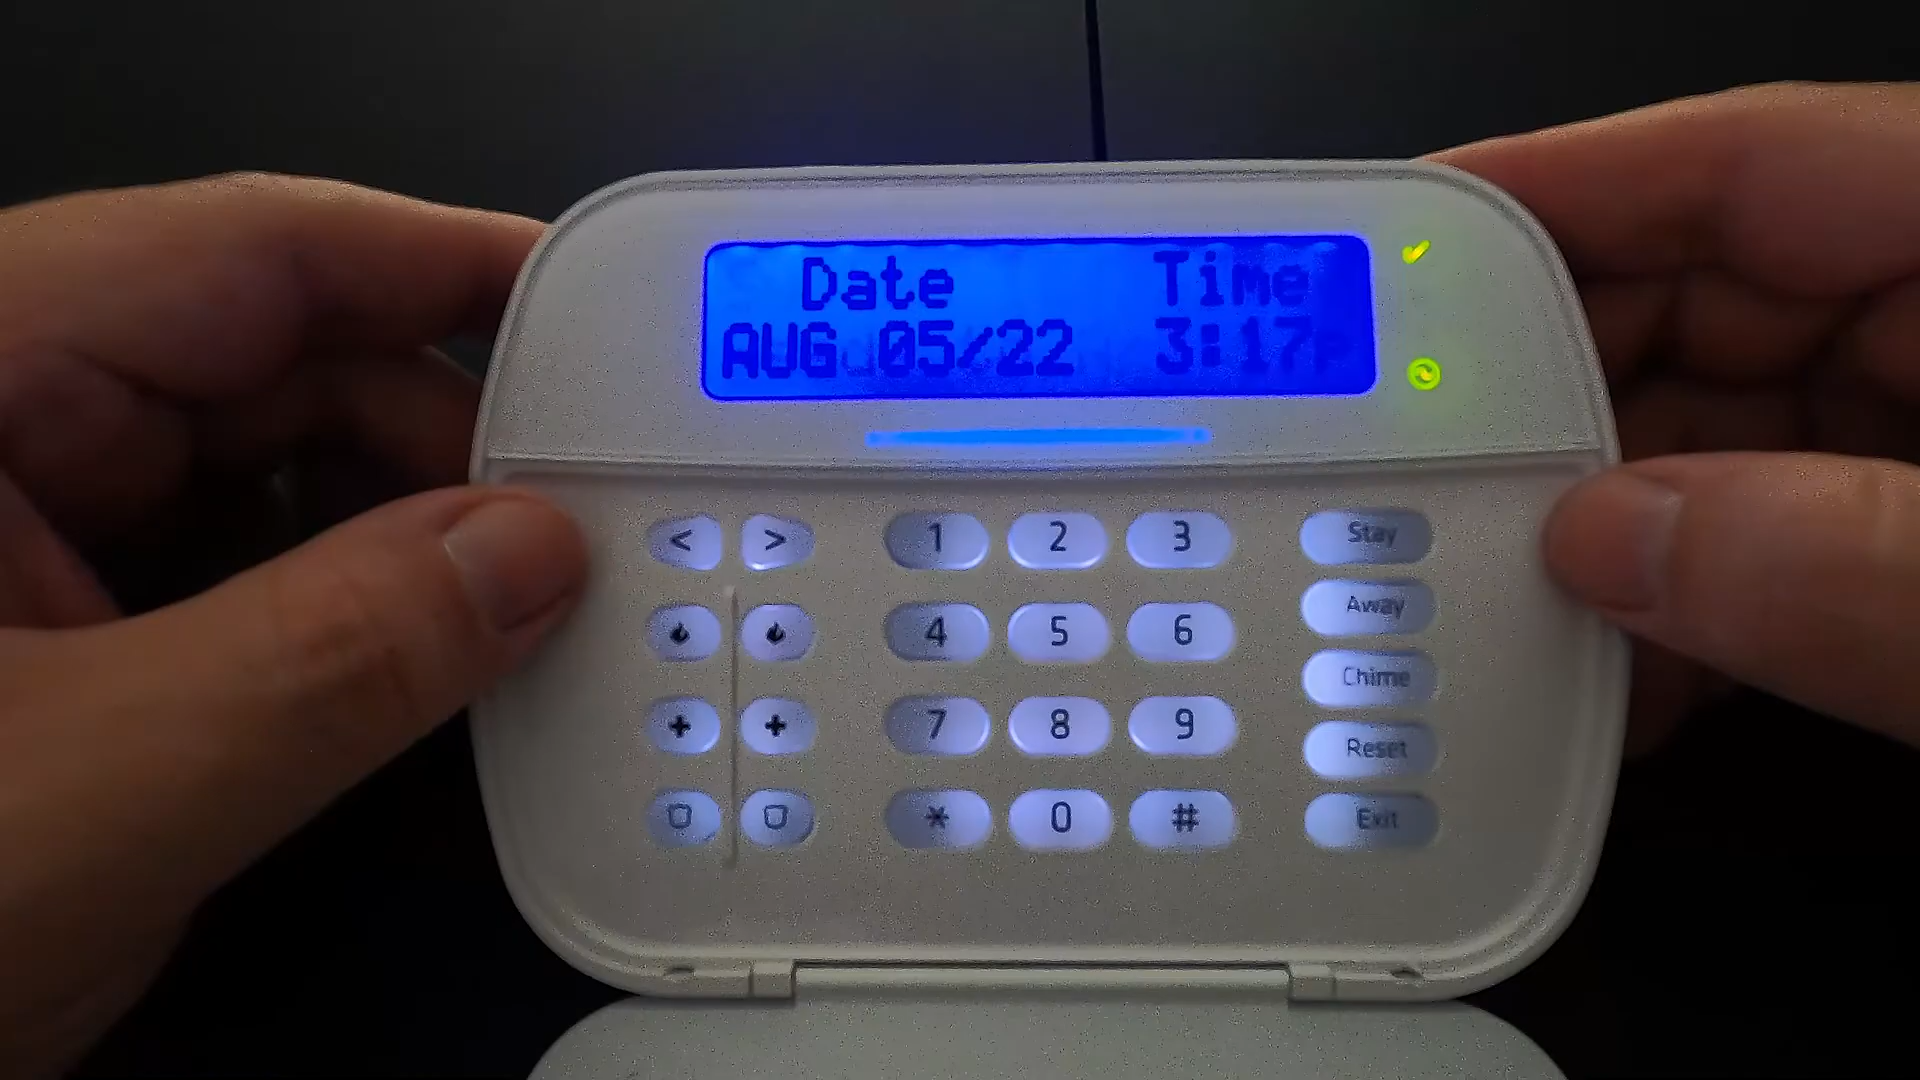 Date Time
AUG 05/22 3:17p
< >
1 2 3
4 5 6
7 8 9
* 0 #
Stay
Away
Chime
Reset
Exit